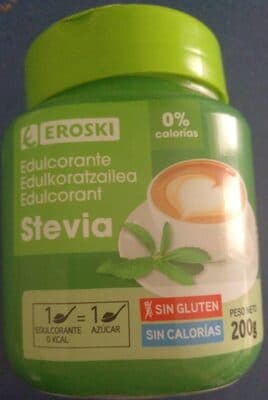 EROSKI
0%
calorías
Edulcorante
Edulkoratzailea
Edulcorant
Stevia
1 = 1
EDULCORANTE
0 KCAL
AZÚCAR
SIN GLUTEN
SIN CALORÍAS
PESO NETO
200g